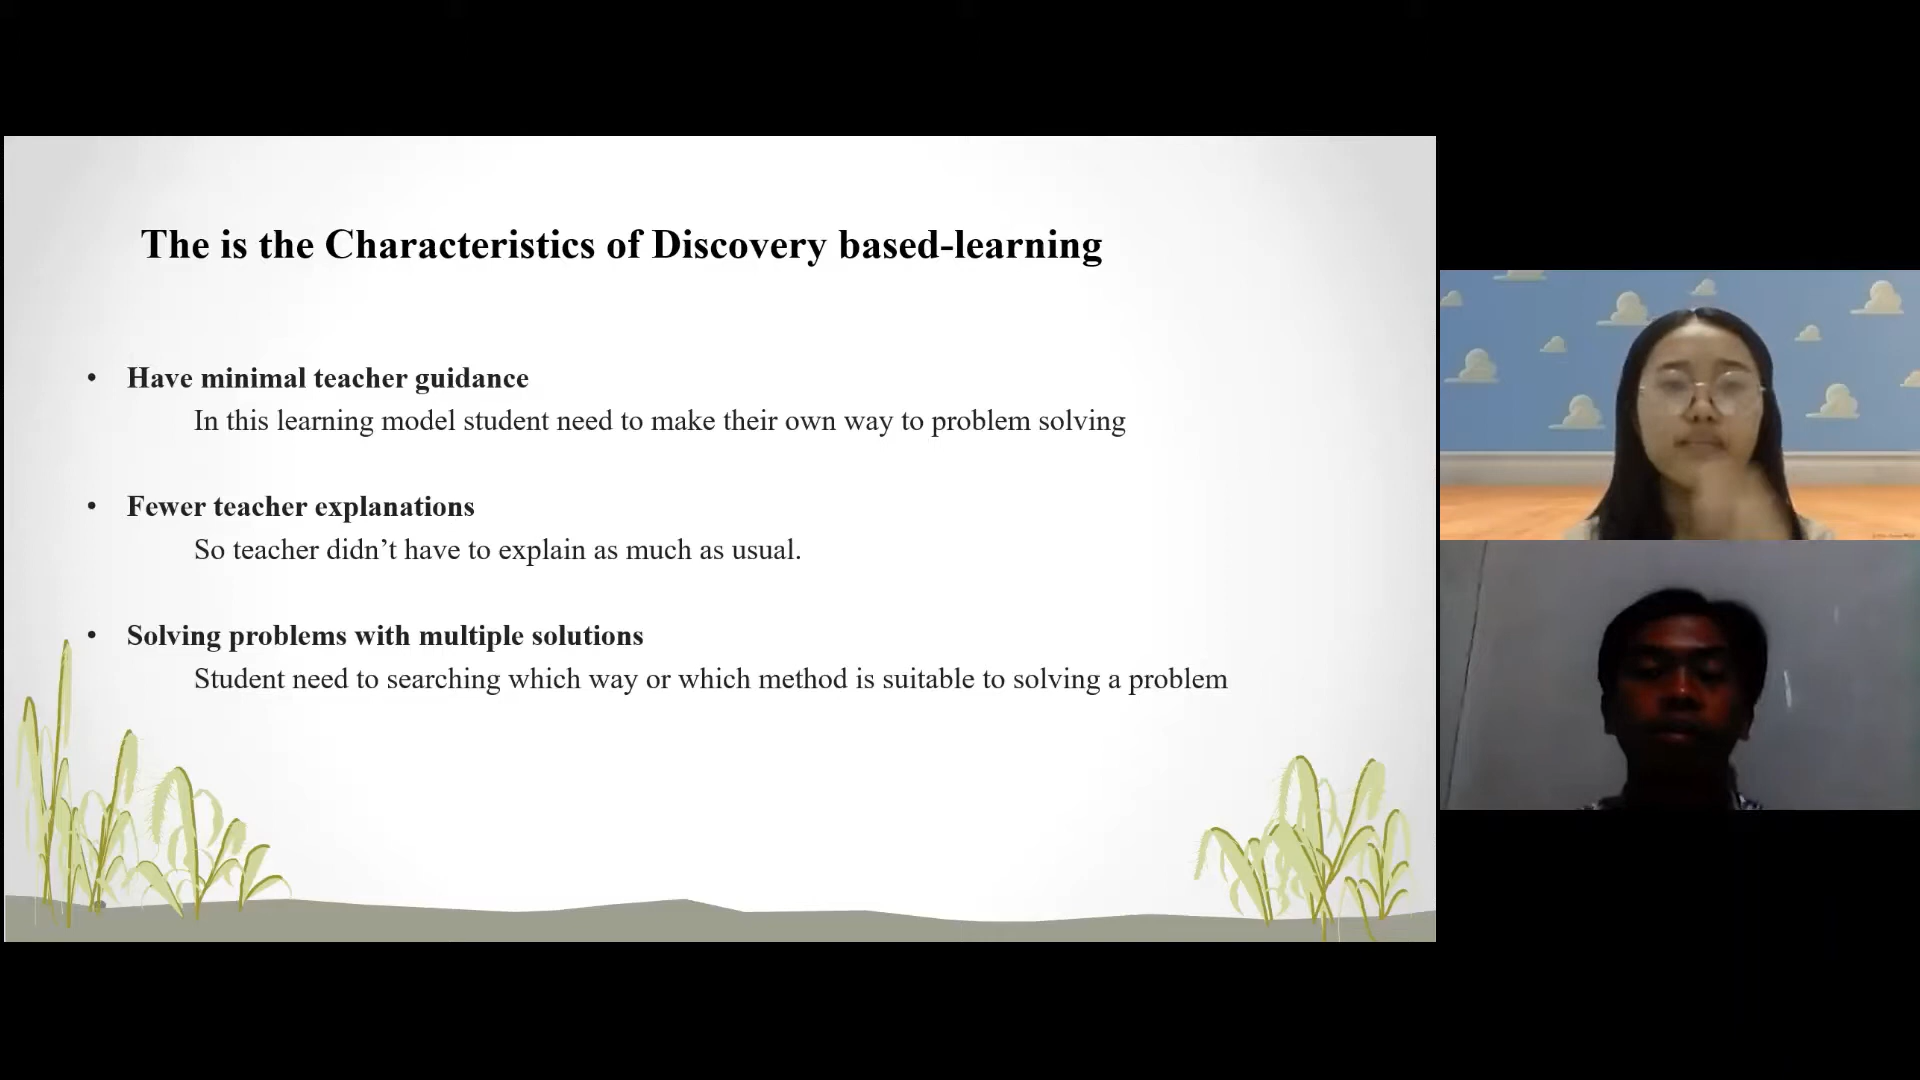 The is the Characteristics of Discovery based-learning
• Have minimal teacher guidance
In this learning model student need to make their own way to problem solving
• Fewer teacher explanations
So teacher didn’t have to explain as much as usual.
• Solving problems with multiple solutions
Student need to searching which way or which method is suitable to solving a problem